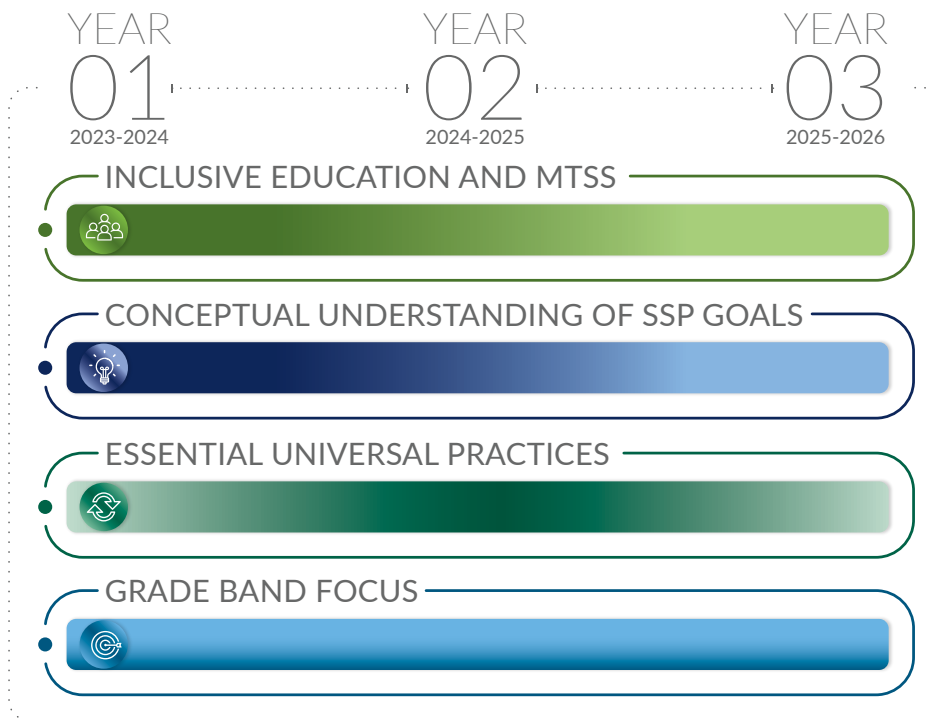 YEAR YEAR YEAR
01 02 03
2023-2024 2024-2025 2025-2026
INCLUSIVE EDUCATION AND MTSS
CONCEPTUAL UNDERSTANDING OF SSP GOALS
ESSENTIAL UNIVERSAL PRACTICES
GRADE BAND FOCUS